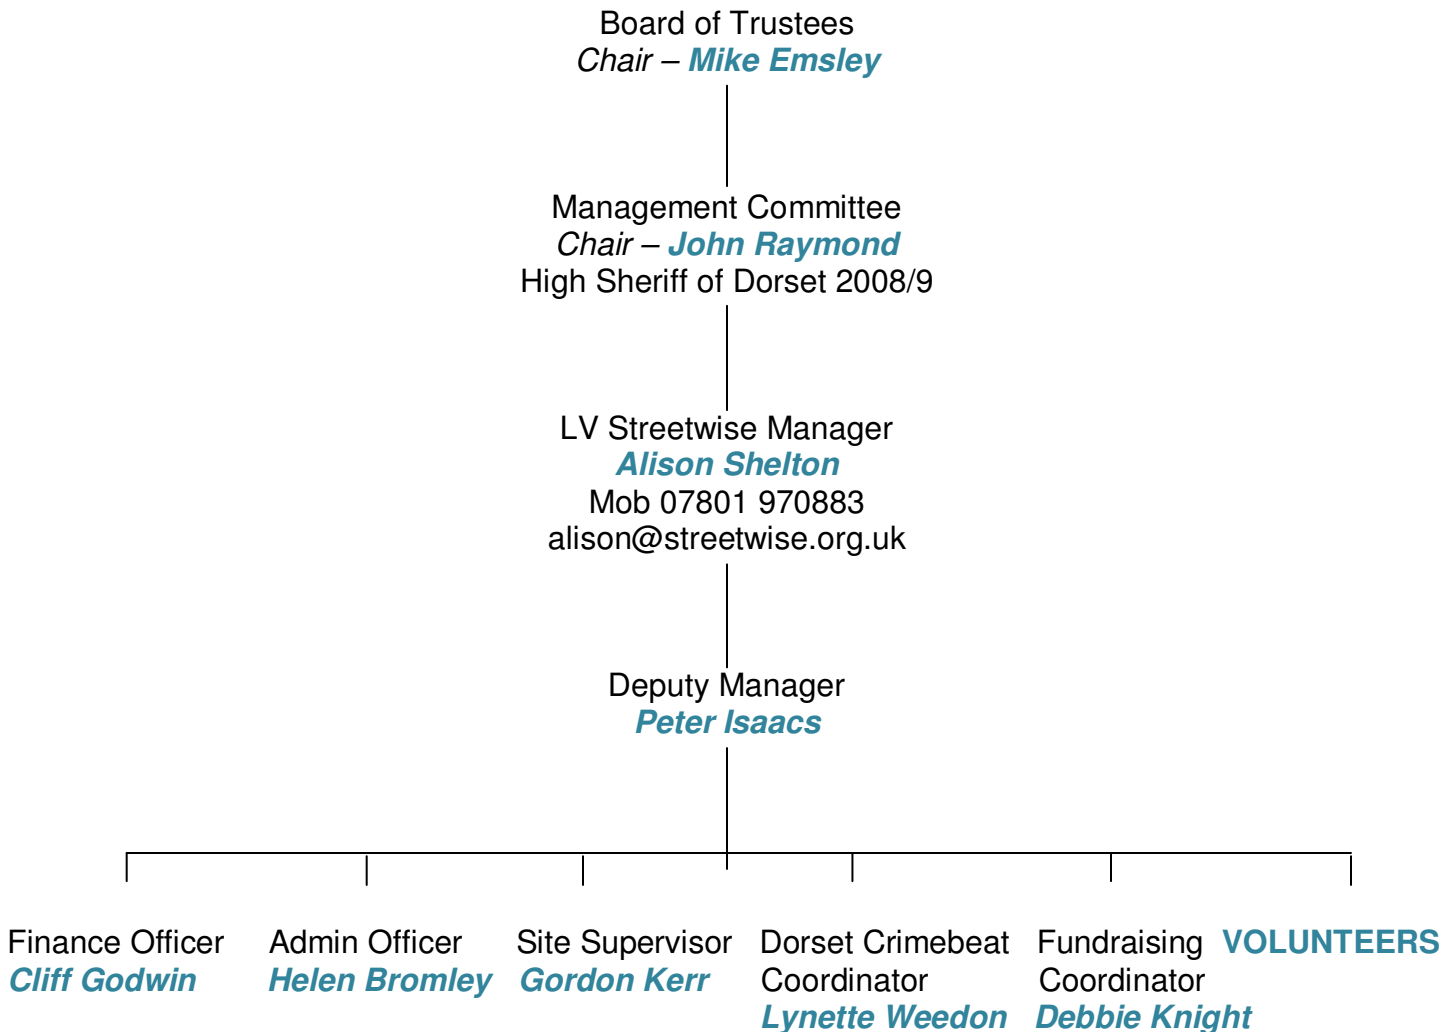 Board of Trustees
Chair – Mike Emsley
Management Committee
Chair – John Raymond
High Sheriff of Dorset 2008/9
LV Streetwise Manager
Alison Shelton
Mob 07801 970883
alison@streetwise.org.uk
Deputy Manager
Peter Isaacs
Finance Officer
Cliff Godwin
Admin Officer
Helen Bromley
Site Supervisor
Gordon Kerr
Dorset Crimebeat
Coordinator
Lynette Weedon
Fundraising
Coordinator
Debbie Knight
VOLUNTEERS